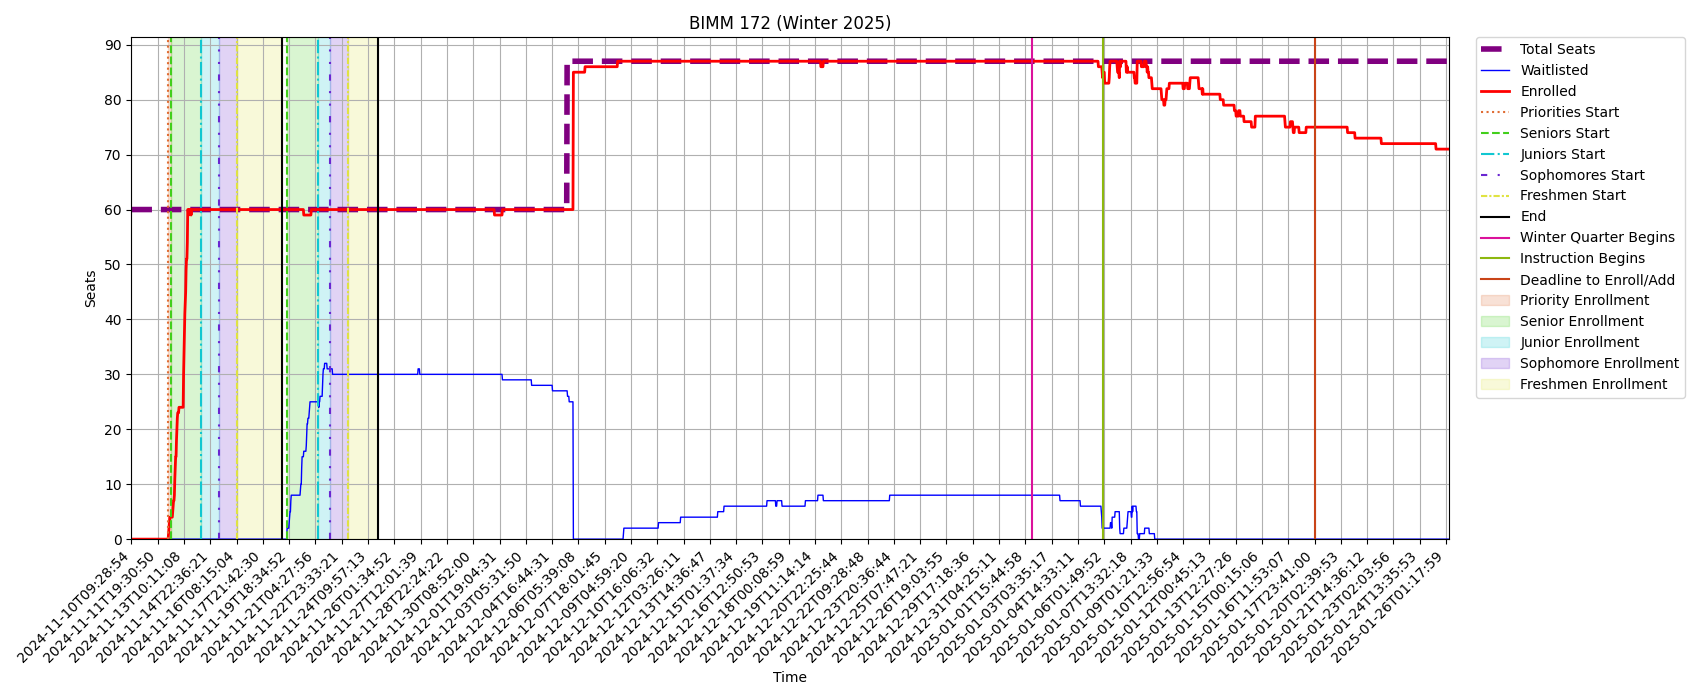 BIMM 172 (Winter 2025)
Seats
90
80
70
60
50
40
30
20
10
0
2024-11-10T09:28:54
2024-11-11T19:30:50
2024-11-13T10:11:08
2024-11-14T22:36:21
2024-11-16T08:15:04
2024-11-17T21:42:30
2024-11-19T18:34:52
2024-11-21T04:27:56
2024-11-22T23:33:21
2024-11-24T09:57:13
2024-11-26T01:34:52
2024-11-27T12:01:39
2024-11-28T22:24:22
2024-11-30T08:52:00
2024-12-01T19:04:31
2024-12-03T05:31:50
2024-12-04T16:44:31
2024-12-06T05:39:08
2024-12-07T18:01:45
2024-12-09T04:59:20
2024-12-10T16:06:32
2024-12-12T03:26:11
2024-12-13T14:36:47
2024-12-15T01:37:34
2024-12-16T12:50:53
2024-12-18T00:08:59
2024-12-19T11:14:14
2024-12-20T22:25:44
2024-12-22T09:28:48
2024-12-23T20:36:44
2024-12-25T07:47:21
2024-12-26T19:03:55
2024-12-29T17:18:36
2024-12-31T04:25:11
2025-01-01T15:44:58
2025-01-03T03:35:17
2025-01-04T14:33:11
2025-01-06T01:49:52
2025-01-07T13:32:18
2025-01-09T01:21:33
2025-01-10T12:56:54
2025-01-12T00:45:13
2025-01-13T12:27:26
2025-01-15T00:15:06
2025-01-16T11:53:07
2025-01-17T23:41:00
2025-01-20T02:39:53
2025-01-21T14:36:12
2025-01-23T02:03:56
2025-01-24T13:35:53
2025-01-26T01:17:59
Time
Total Seats
Waitlisted
Enrolled
Priorities Start
Seniors Start
Juniors Start
Sophomores Start
Freshmen Start
End
Winter Quarter Begins
Instruction Begins
Deadline to Enroll/Add
Priority Enrollment
Senior Enrollment
Junior Enrollment
Sophomore Enrollment
Freshmen Enrollment